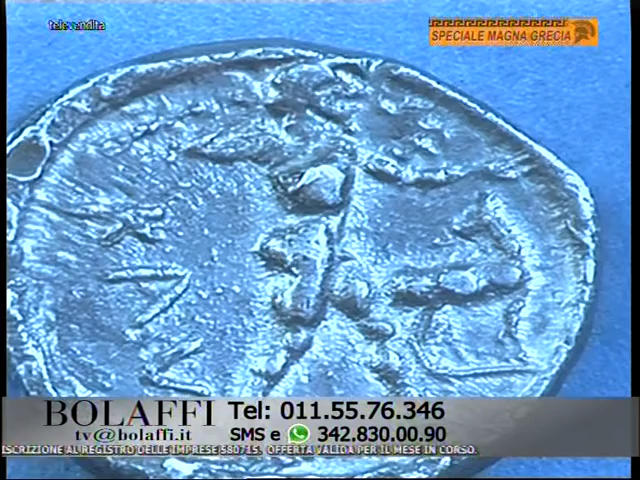 televendita
SPECIALE MAGNA GRECIA
BOLAFFI
tv@bolaffi.it
Tel: 011.55.76.346
SMS e 342.830.00.90
ISCRIZIONE AL REGISTRO DELLE IMPRESE 580715. OFFERTA VALIDA PER IL MESE IN CORSO.